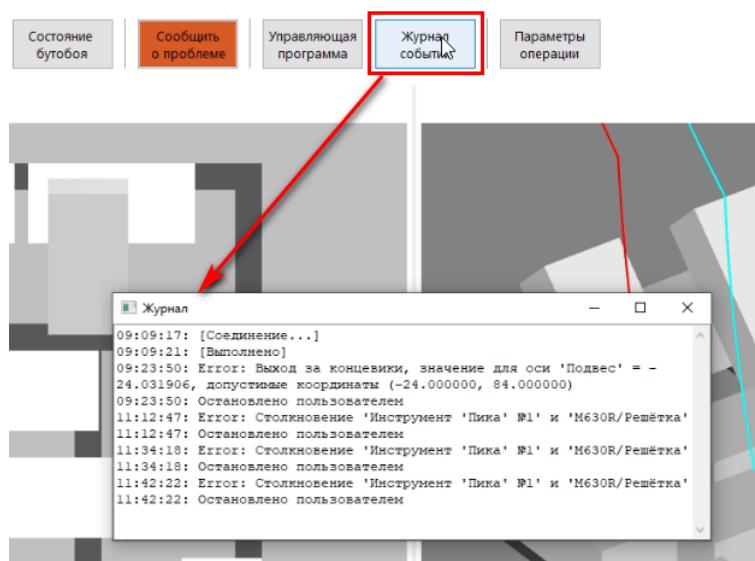 Состояние
бутобоя
Сообщить
о проблеме
Управляющая
программа
Журнал
событий
Параметры
операции
Журнал
09:09:17: [Соединение...]
09:09:21: [Выполнено]
09:23:50: Error: Выход за концевики, значение для оси 'Подвес' = -
24.031906, допустимые координаты (-24.000000, 84.000000)
09:23:50: Остановлено пользователем
11:12:47: Error: Столкновение 'Инструмент 'Пика' №1' и 'M630R/Решётка'
11:12:47: Остановлено пользователем
11:34:18: Error: Столкновение 'Инструмент 'Пика' №1' и 'M630R/Решётка'
11:34:18: Остановлено пользователем
11:42:22: Error: Столкновение 'Инструмент 'Пика' №1' и 'M630R/Решётка'
11:42:22: Остановлено пользователем